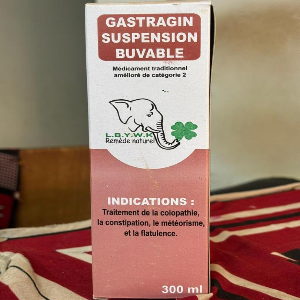 GASTRAGIN
SUSPENSION
BUVABLE
Médicament traditionnel
amélioré de catégorie 2
L.B.Y.W.K
Remède naturel
INDICATIONS :
Traitement de la colopathie,
la constipation, le météorisme,
et la flatulence.
300 ml